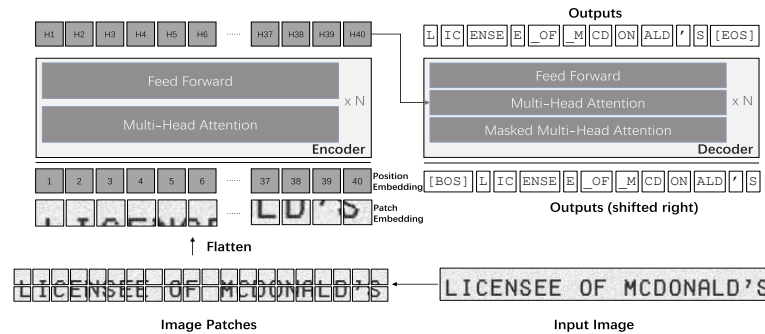 Outputs
H1 H2 H3 H4 H5 H6 ...... H37 H38 H39 H40
L IC ENSE E _OF _M CD ON ALD ' S [EOS]
Feed Forward
Multi-Head Attention
x N
Encoder
Feed Forward
Multi-Head Attention
Masked Multi-Head Attention
x N
Decoder
1 2 3 4 5 6 ...... 37 38 39 40
Position Embedding
[BOS] L IC ENSE E _OF _M CD ON ALD ' S
...... LD'S
Patch Embedding
Outputs (shifted right)
Flatten
LICENSEE OF MCDONALD'S
LICENSEE OF MCDONALD'S
Image Patches
Input Image